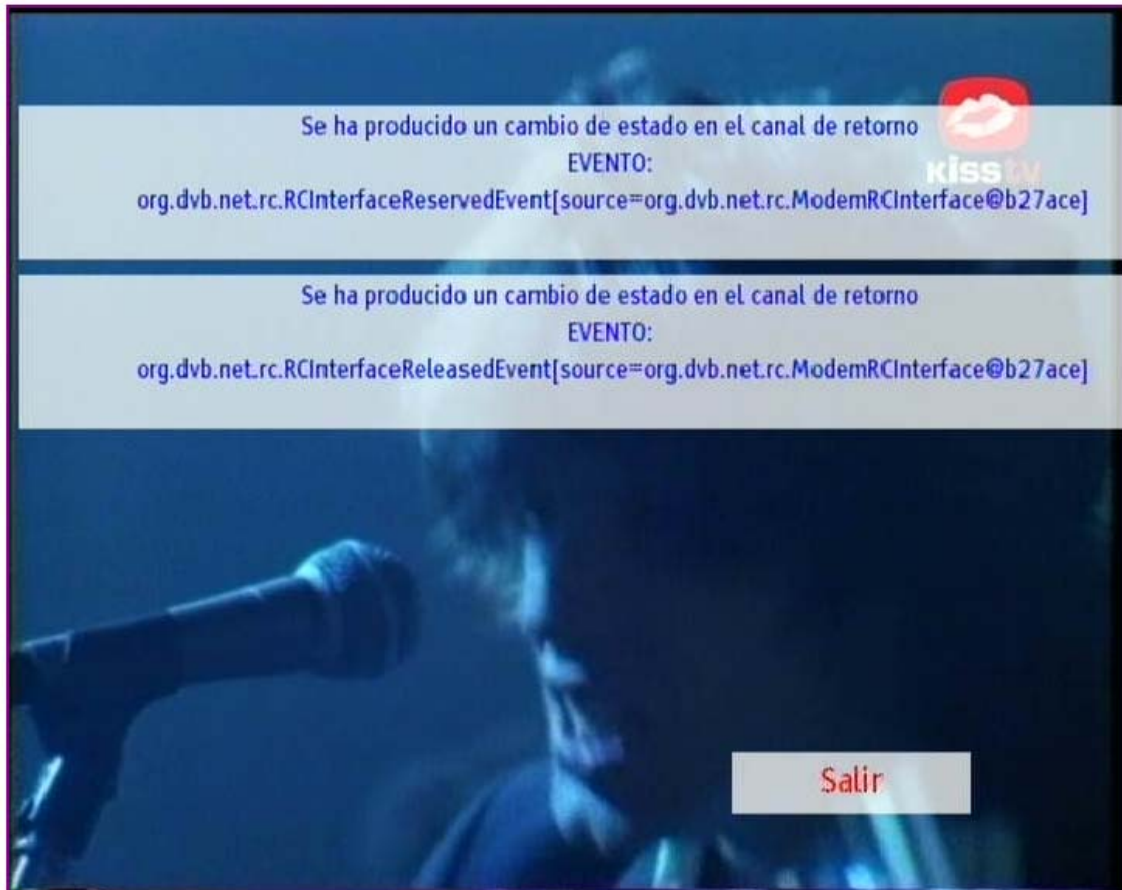 Se ha producido un cambio de estado en el canal de retorno
EVENTO:
org.dvb.net.rc.RCInterfaceReservedEvent[source=org.dvb.net.rc.ModemRCInterface@b27ace]
kiss tv
Se ha producido un cambio de estado en el canal de retorno
EVENTO:
org.dvb.net.rc.RCInterfaceReleasedEvent[source=org.dvb.net.rc.ModemRCInterface@b27ace]
Salir